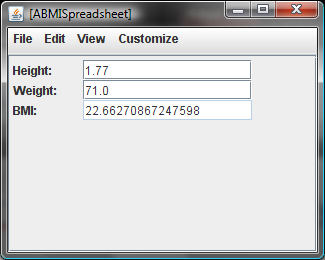 [ABMISpreadsheet]
File Edit View Customize
Height: 1.77
Weight: 71.0
BMI: 22.66270867247598